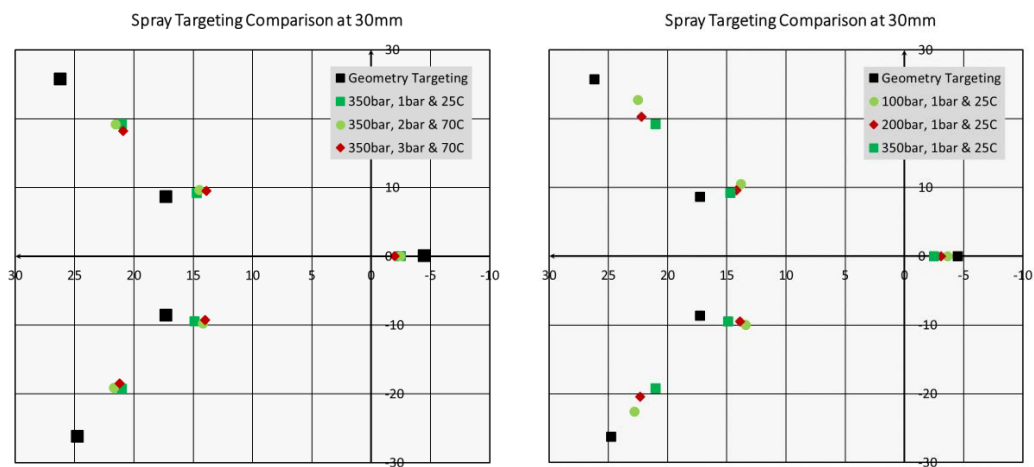 Spray Targeting Comparison at 30mm
30
Geometry Targeting
350bar, 1bar & 25C
350bar, 2bar & 70C
350bar, 3bar & 70C
10
0
30 25 20 15 10 5 0 -5 -10
-10
-20
-30
Spray Targeting Comparison at 30mm
30
Geometry Targeting
100bar, 1bar & 25C
200bar, 1bar & 25C
350bar, 1bar & 25C
10
0
30 25 20 15 10 5 0 -5 -10
-10
-20
-30